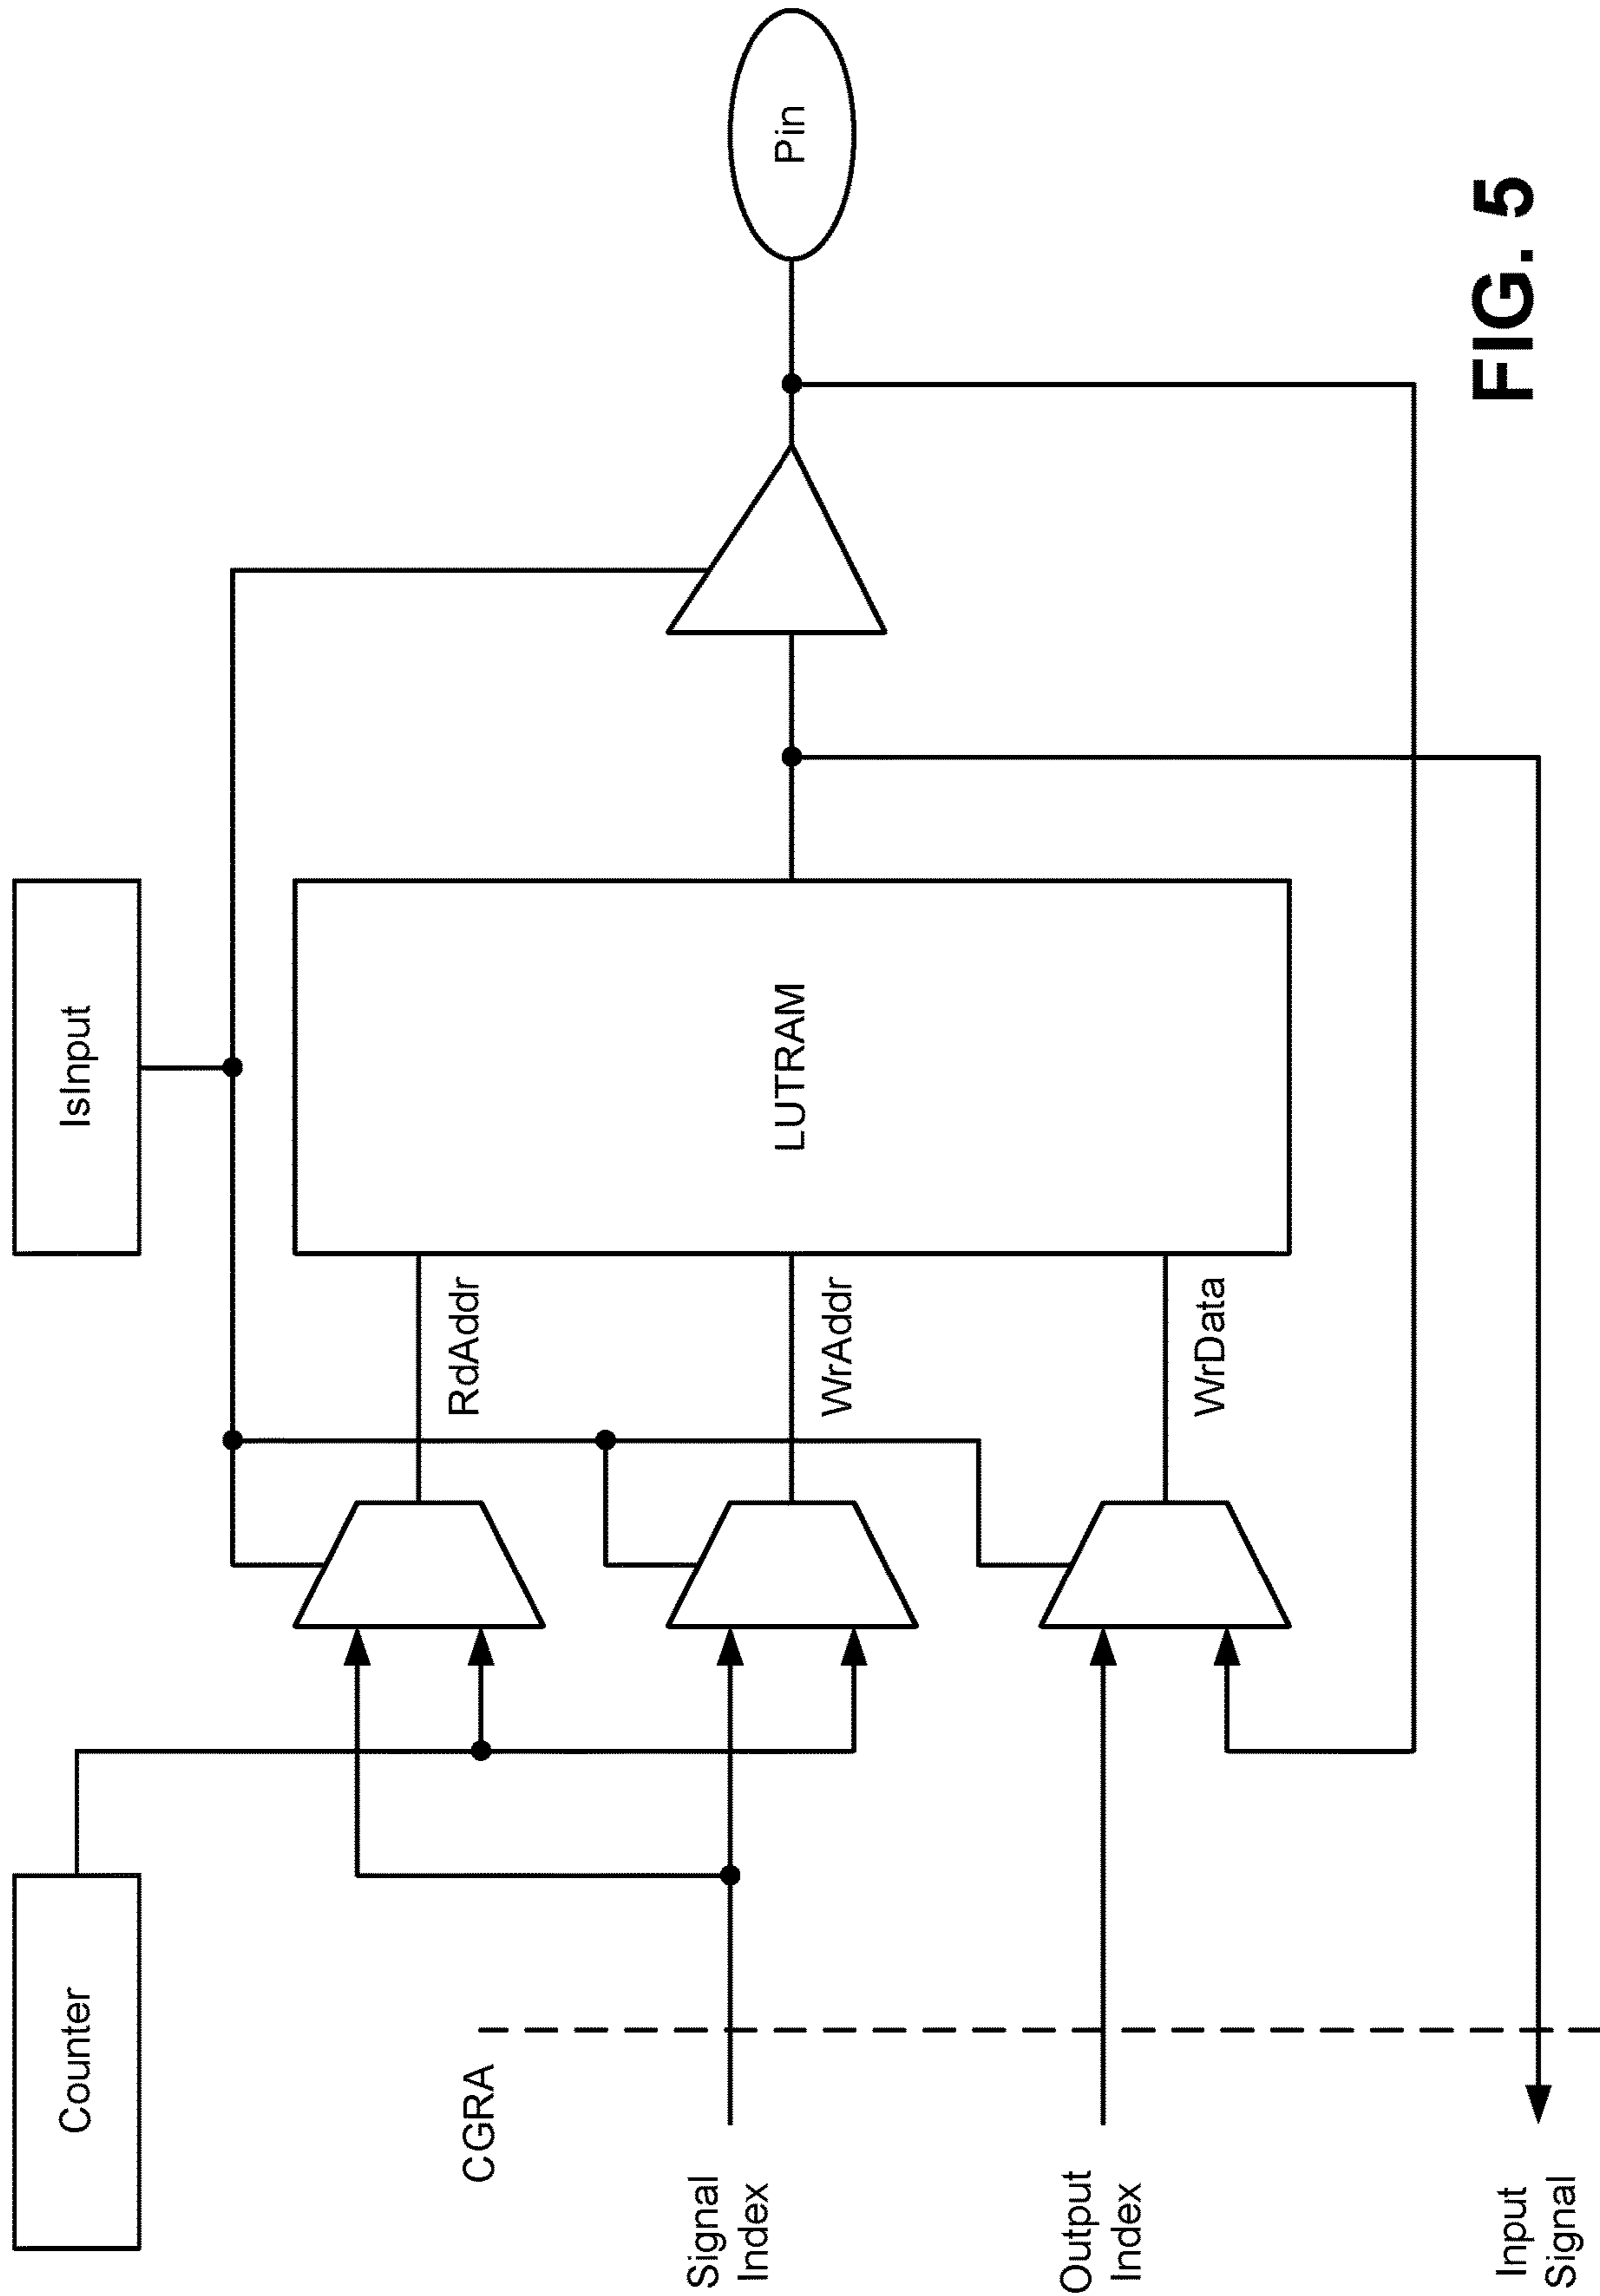 Counter
IsInput
CGRA
RdAddr
Signal
Index
WrAddr
LUTRAM
Pin
Output
Index
WrData
Input
Signal
FIG. 5